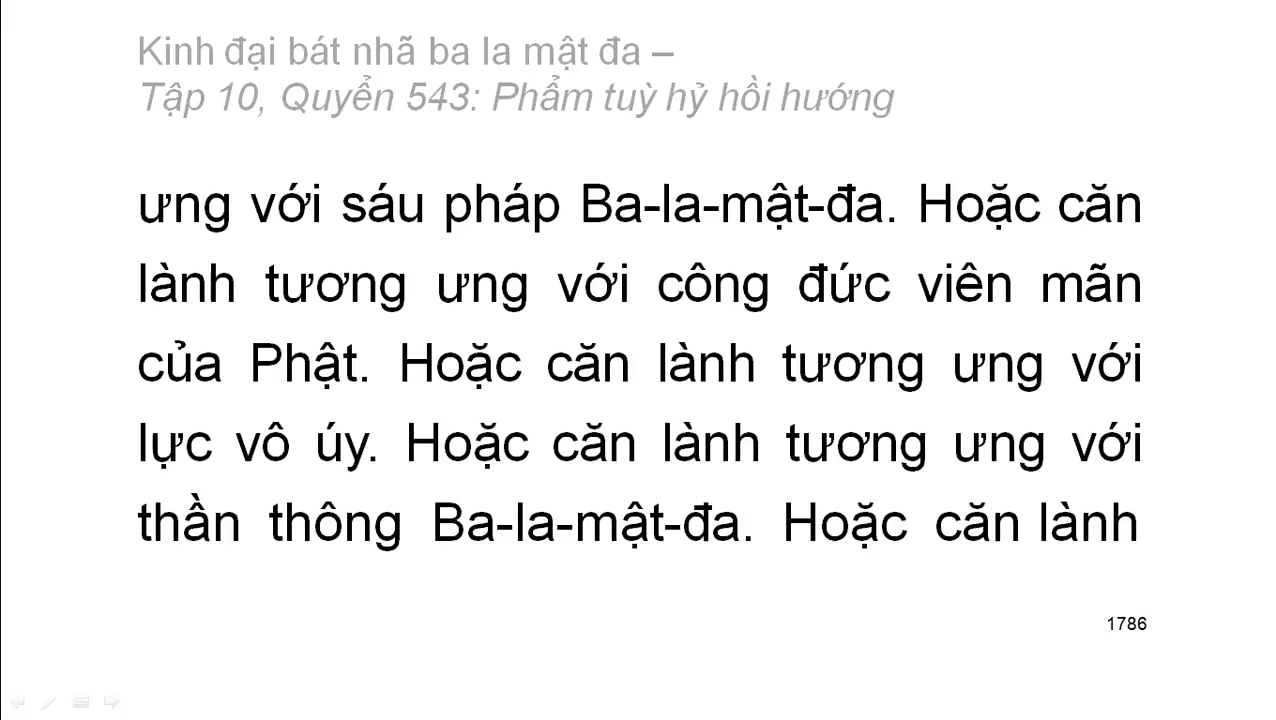 Kinh đại bát nhã ba la mật đa –
Tập 10, Quyển 543: Phẩm tuỳ hỷ hồi hướng
ưng với sáu pháp Ba-la-mật-đa. Hoặc căn
lành tương ưng với công đức viên mãn
của Phật. Hoặc căn lành tương ưng với
lực vô úy. Hoặc căn lành tương ưng với
thần thông Ba-la-mật-đa. Hoặc căn lành
1786